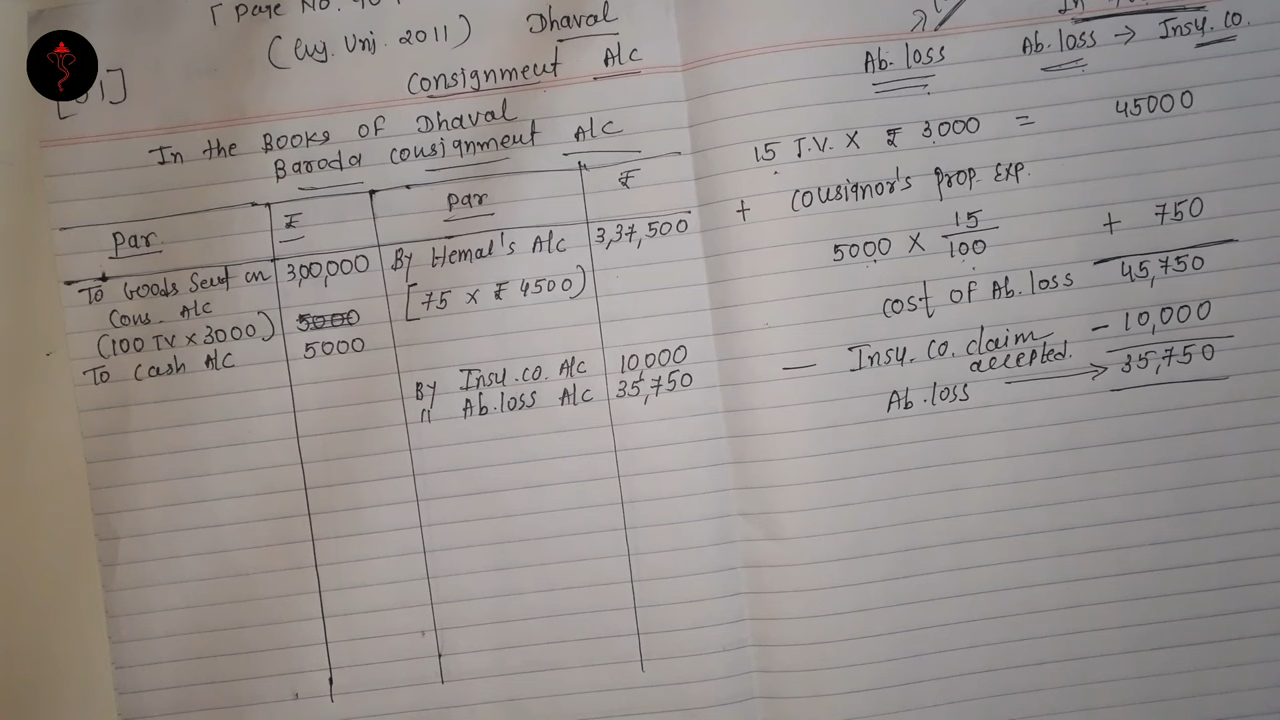 [Page No.
(Guj. Uni. 2011) Dhaval
Consignment A/c
In the Books of Dhaval
Baroda Consignment A/c
Par. ₹ Par ₹
To Goods Sent on Cons. A/c (100 TV x 3000) 3,00,000
By Hemal's A/c 3,37,500
[75 x ₹ 4500)
5000
To Cash A/c 5000
By Insu. Co. A/c 10,000
" Ab. loss A/c 35,750
Ab. loss
Ab. loss → Insu. Co.
15 T.V. x ₹ 3000 = 45000
+ Consignor's Prop. Exp.
5000 x 15/100 + 750
Cost of Ab. loss 45,750
— Insu. Co. claim accepted. - 10,000
Ab. loss → 35,750